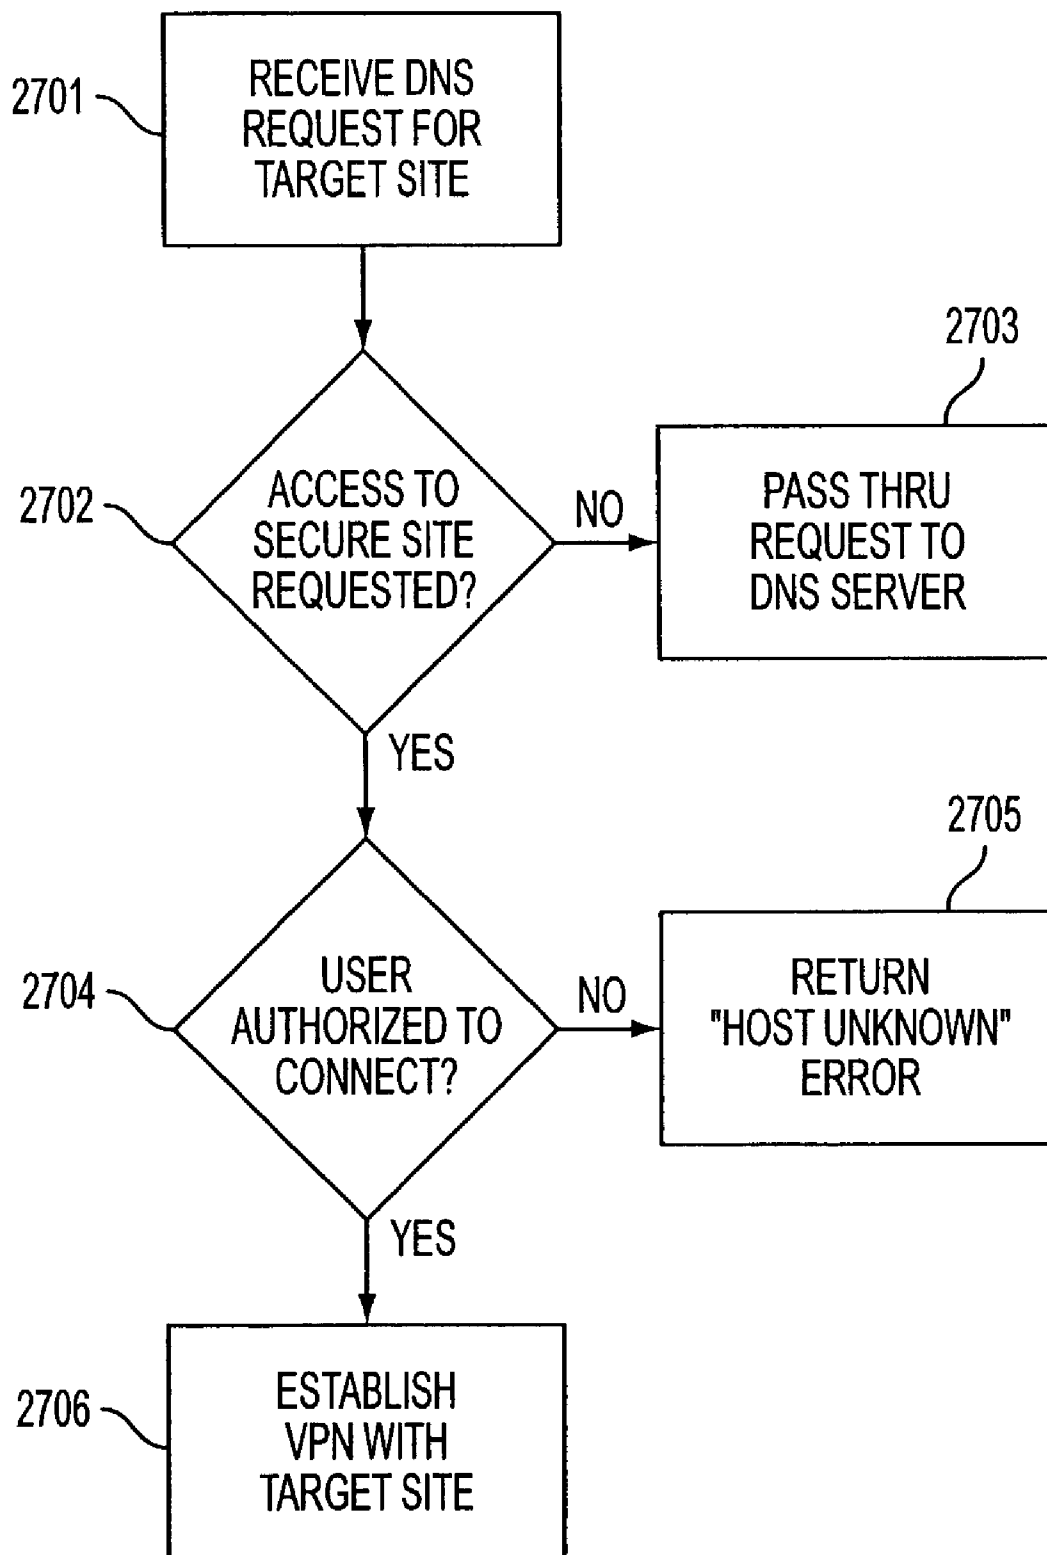 2701
RECEIVE DNS
REQUEST FOR
TARGET SITE
2702
ACCESS TO
SECURE SITE
REQUESTED?
NO
2703
PASS THRU
REQUEST TO
DNS SERVER
YES
2704
USER
AUTHORIZED TO
CONNECT?
NO
2705
RETURN
"HOST UNKNOWN"
ERROR
YES
2706
ESTABLISH
VPN WITH
TARGET SITE